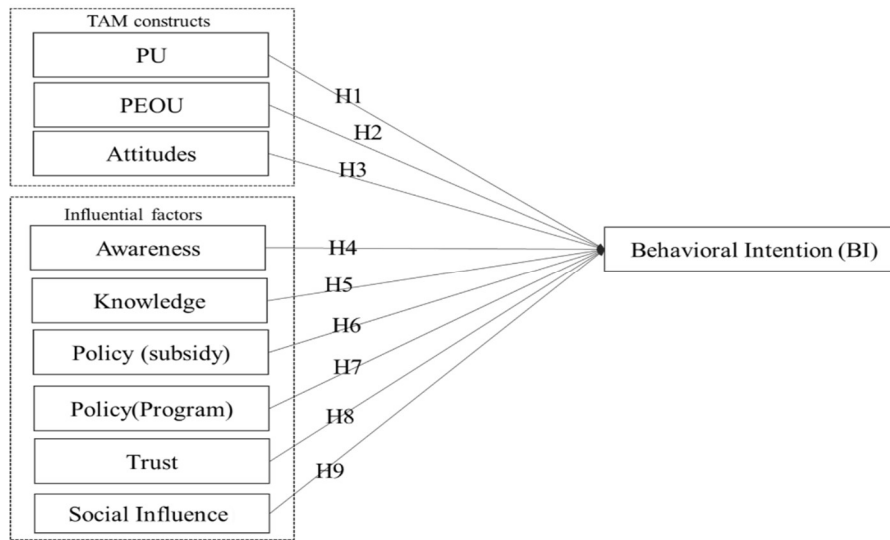 TAM constructs
PU
PEOU
Attitudes
H1
H2
H3
Influential factors
Awareness
Knowledge
Policy (subsidy)
Policy(Program)
Trust
Social Influence
H4
H5
H6
H7
H8
H9
Behavioral Intention (BI)